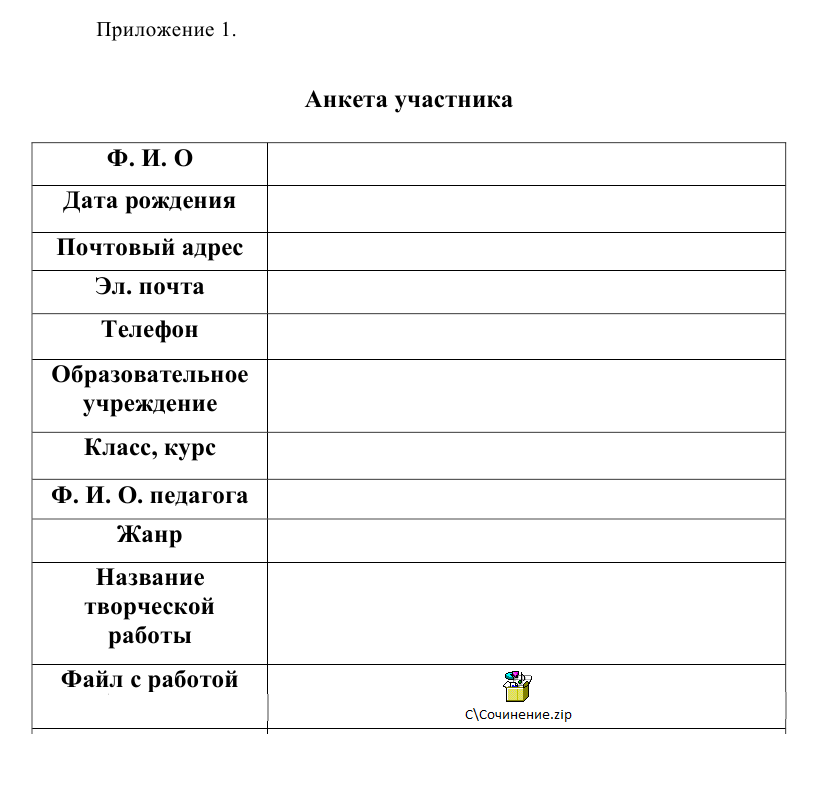 Приложение 1.
Анкета участника
Ф. И. О
Дата рождения
Почтовый адрес
Эл. почта
Телефон
Образовательное
учреждение
Класс, курс
Ф. И. О. педагога
Жанр
Название
творческой
работы
Файл с работой
C\Сочинение.zip